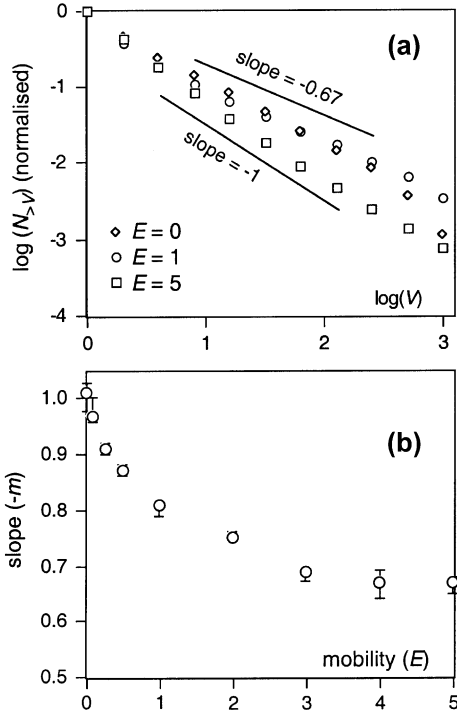 0
(a)
slope = -0.67
-1
-2
slope = -1
log (N>V) (normalised)
E = 0
-3
E = 1
E = 5
log(V)
-4
0 1 2 3
1.0
(b)
0.9
0.8
slope (-m)
0.7
0.6
mobility (E)
0.5
0 1 2 3 4 5